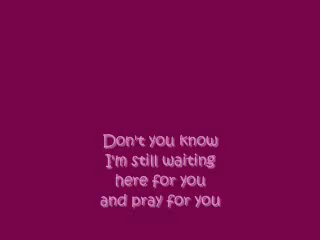 Don't you know
I'm still waiting
here for you
and pray for you